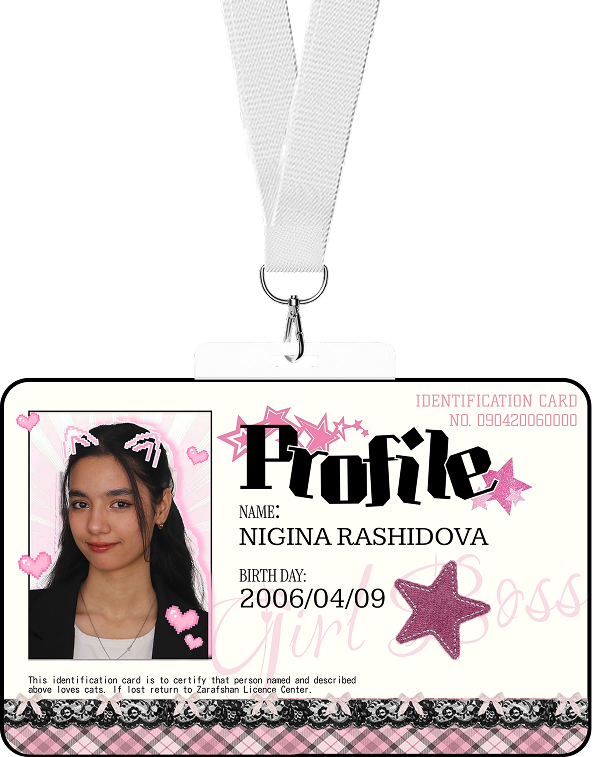 IDENTIFICATION CARD
NO. 090420060000
Profile
NAME:
NIGINA RASHIDOVA
BIRTH DAY:
2006/04/09
Girl Boss
This identification card is to certify that person named and described
above loves cats. If lost return to Zarafshan Licence Center.